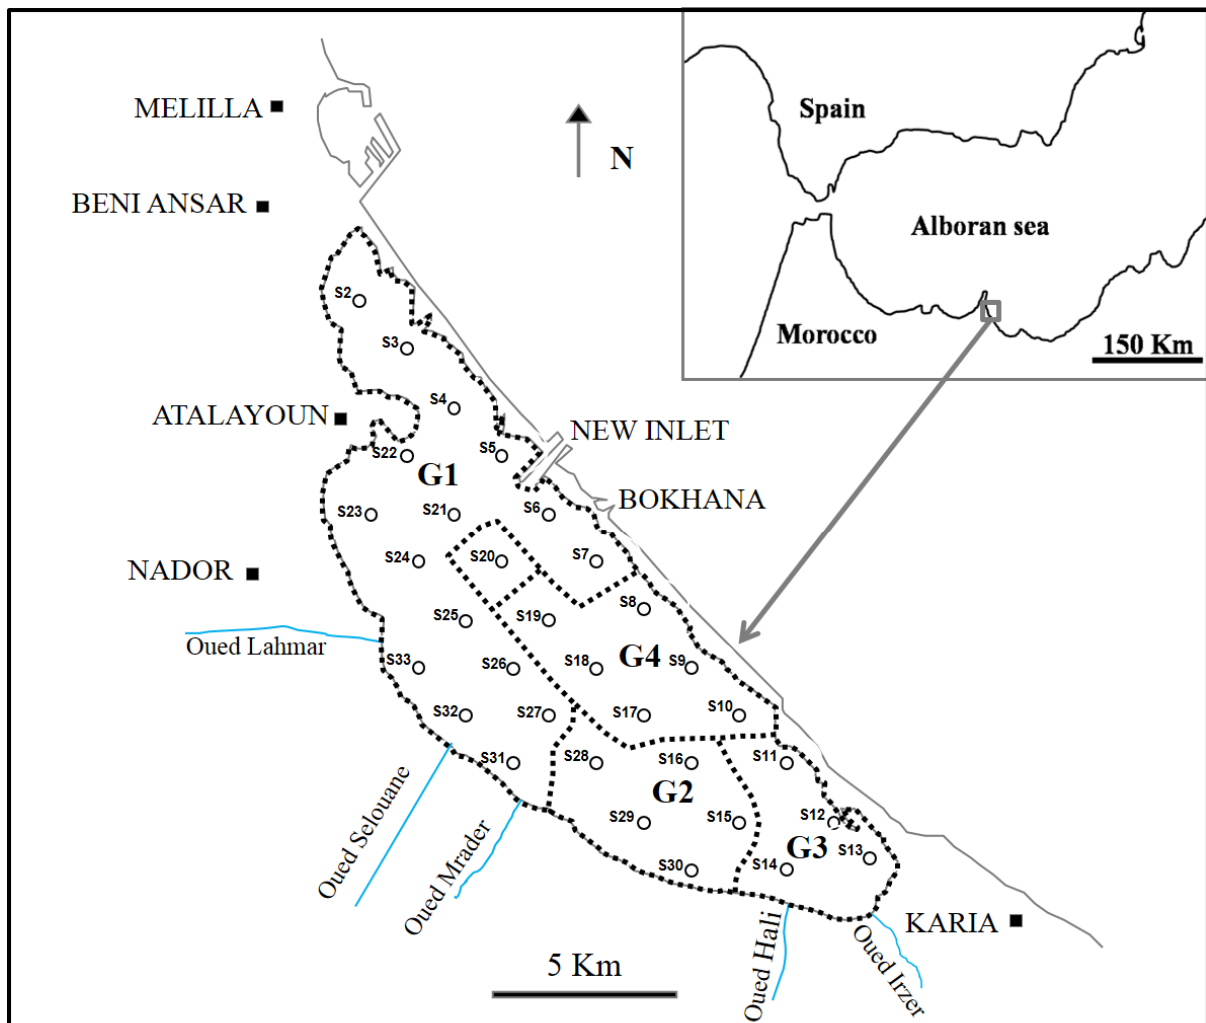 MELILLA
BENI ANSAR
N
Spain
Alboran sea
Morocco
150 Km
S2
S3
S4
ATALAYOUN
NEW INLET
S5
S22
G1
BOKHANA
S23
S21
S6
S24
S20
S7
NADOR
S8
S25
S19
Oued Lahmar
S33
S26
S18
G4
S9
S32
S27
S17
S10
S31
S28
S16
S11
G2
S29
S15
S12
G3
S13
S30
S14
Oued Selouane
Oued Mrader
Oued Hali
Oued Irzer
KARIA
5 Km